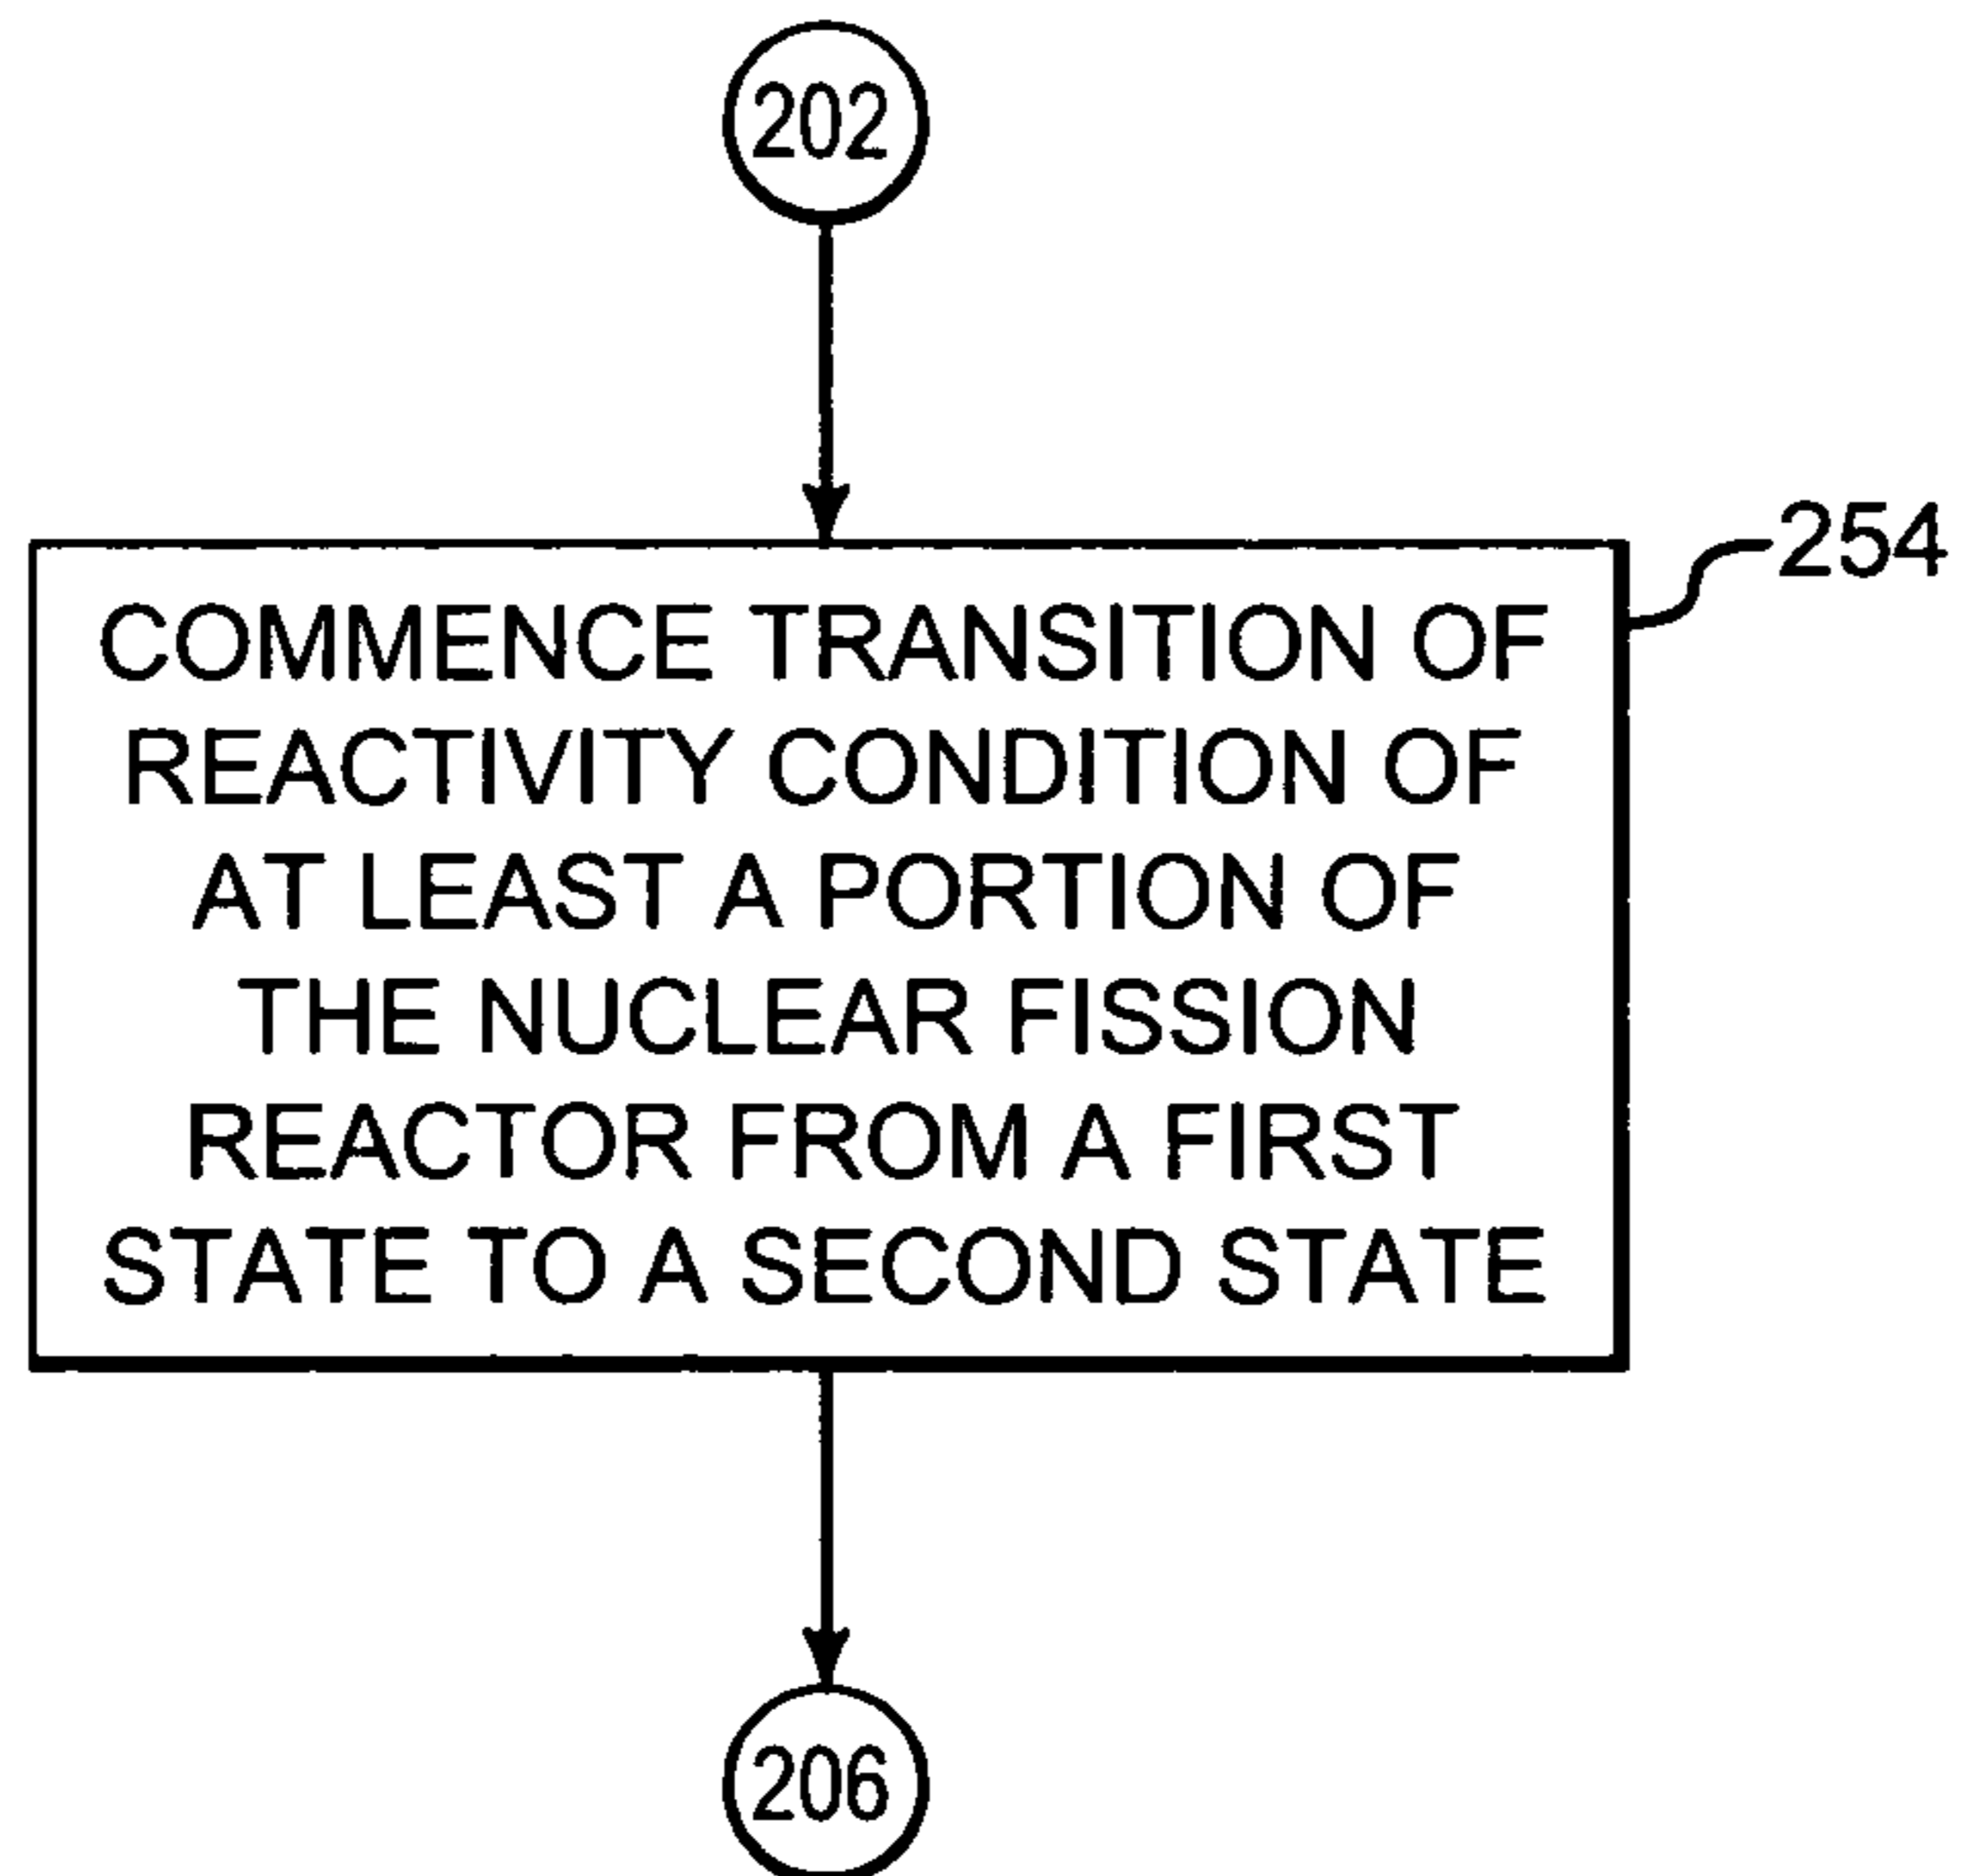 202
254
COMMENCE TRANSITION OF
REACTIVITY CONDITION OF
AT LEAST A PORTION OF
THE NUCLEAR FISSION
REACTOR FROM A FIRST
STATE TO A SECOND STATE
206